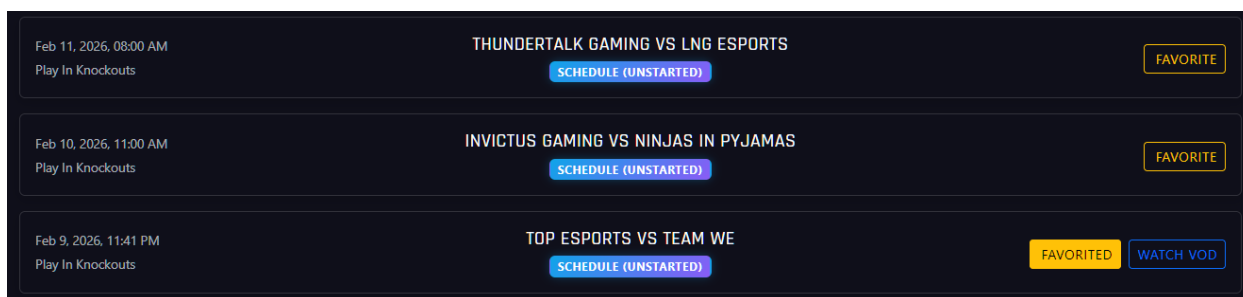 Feb 11, 2026, 08:00 AM
Play In Knockouts
THUNDERTALK GAMING VS LNG ESPORTS
SCHEDULE (UNSTARTED)
FAVORITE
Feb 10, 2026, 11:00 AM
Play In Knockouts
INVICTUS GAMING VS NINJAS IN PYJAMAS
SCHEDULE (UNSTARTED)
FAVORITE
Feb 9, 2026, 11:41 PM
Play In Knockouts
TOP ESPORTS VS TEAM WE
SCHEDULE (UNSTARTED)
FAVORITED
WATCH VOD